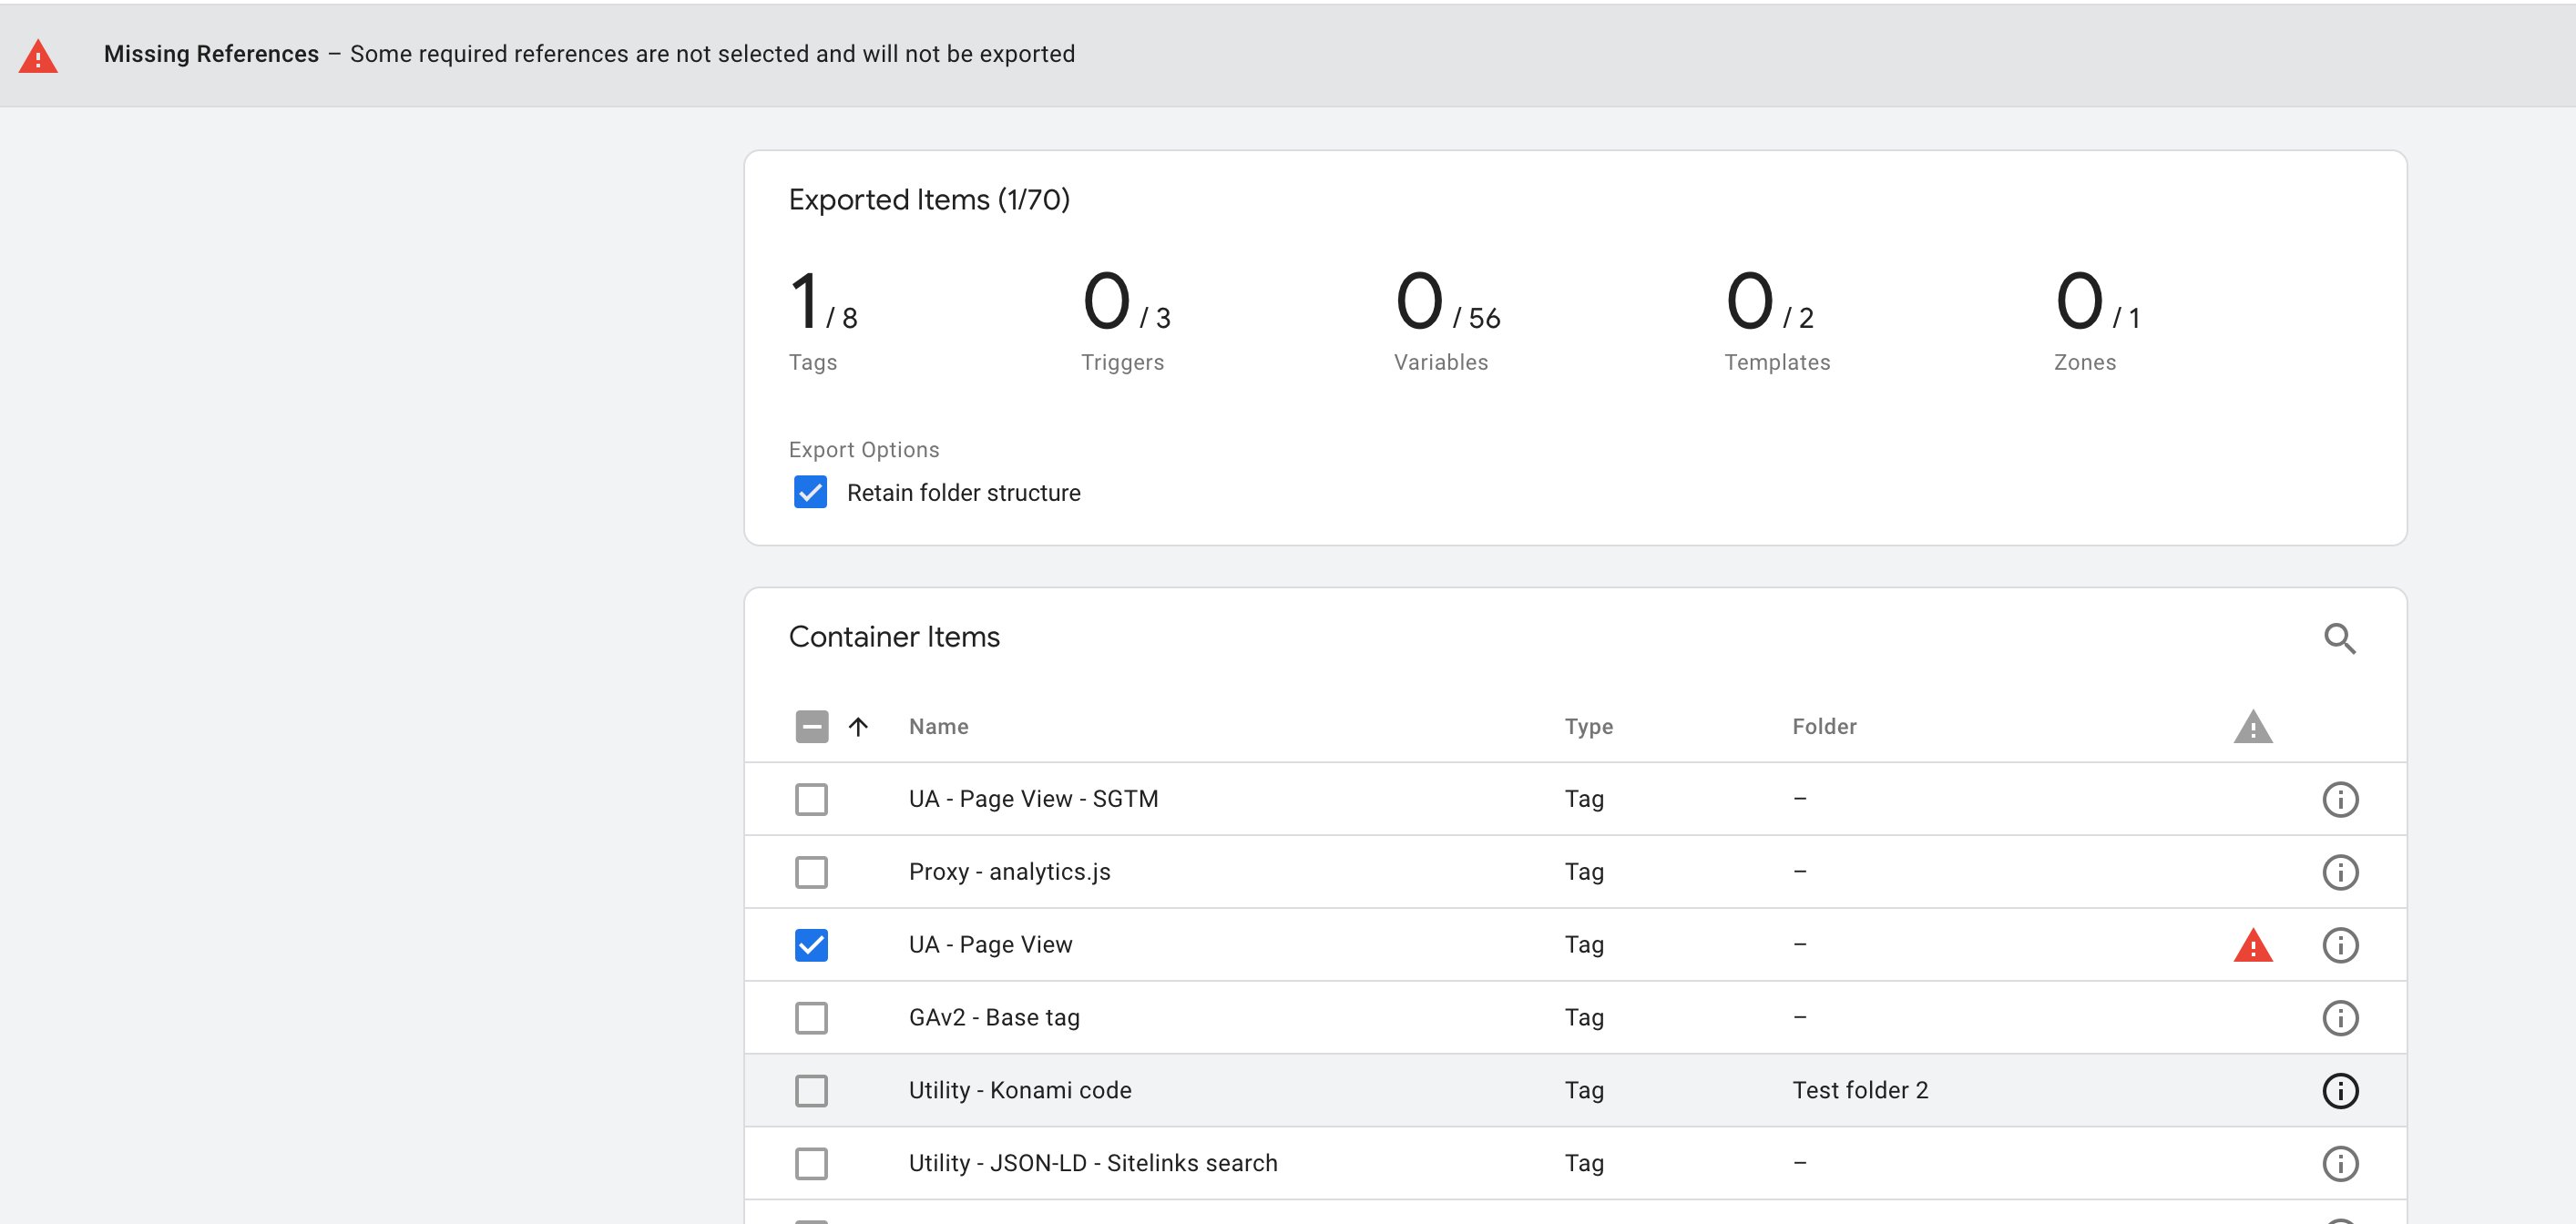 Missing References – Some required references are not selected and will not be exported
Exported Items (1/70)
1 / 8 0 / 3 0 / 56 0 / 2 0 / 1
Tags Triggers Variables Templates Zones
Export Options
Retain folder structure
Container Items
Name Type Folder
UA - Page View - SGTM Tag –
Proxy - analytics.js Tag –
UA - Page View Tag –
GAv2 - Base tag Tag –
Utility - Konami code Tag Test folder 2
Utility - JSON-LD - Sitelinks search Tag –